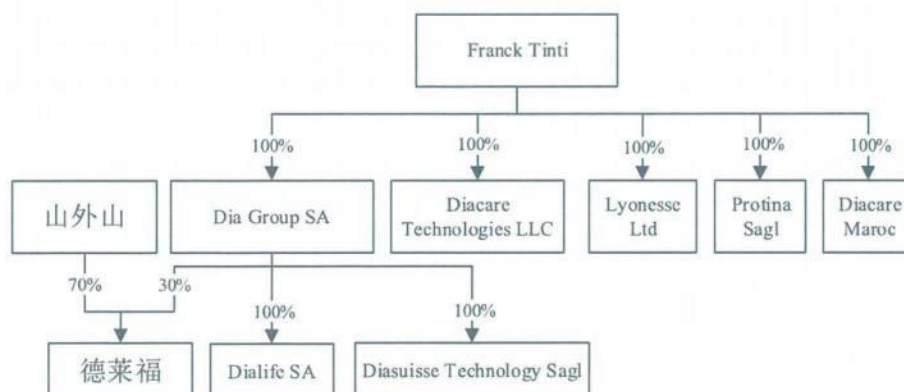 Franck Tinti
100%
100%
100%
100%
100%
山外山
Dia Group SA
Diacare
Technologies LLC
Lyonesse
Ltd
Protina
Sagl
Diacare
Maroc
70%
30%
100%
100%
德莱福
Dialife SA
Diasuisse Technology Sagl